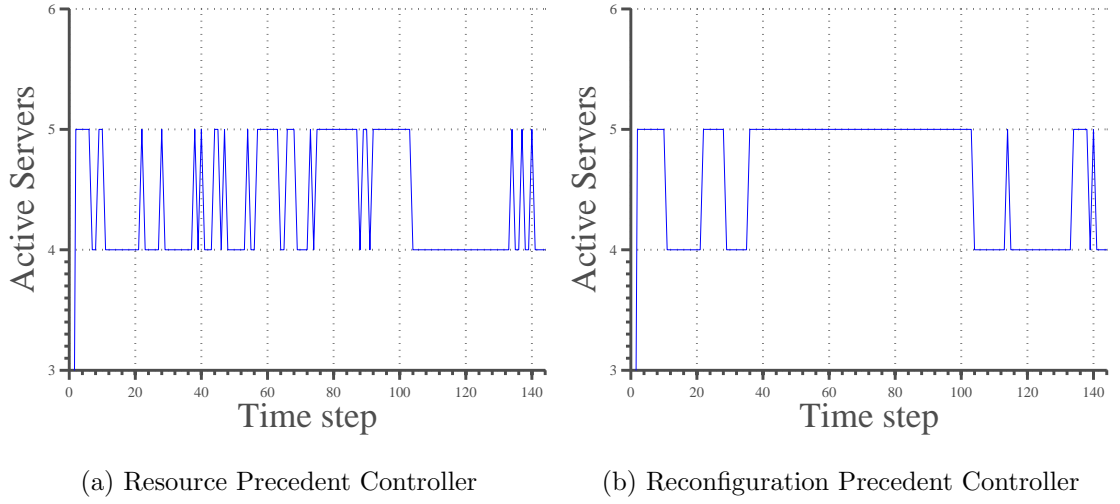 6
5
4
3
Active Servers
0 20 40 60 80 100 120 140
Time step
(a) Resource Precedent Controller
6
5
4
3
Active Servers
0 20 40 60 80 100 120 140
Time step
(b) Reconfiguration Precedent Controller